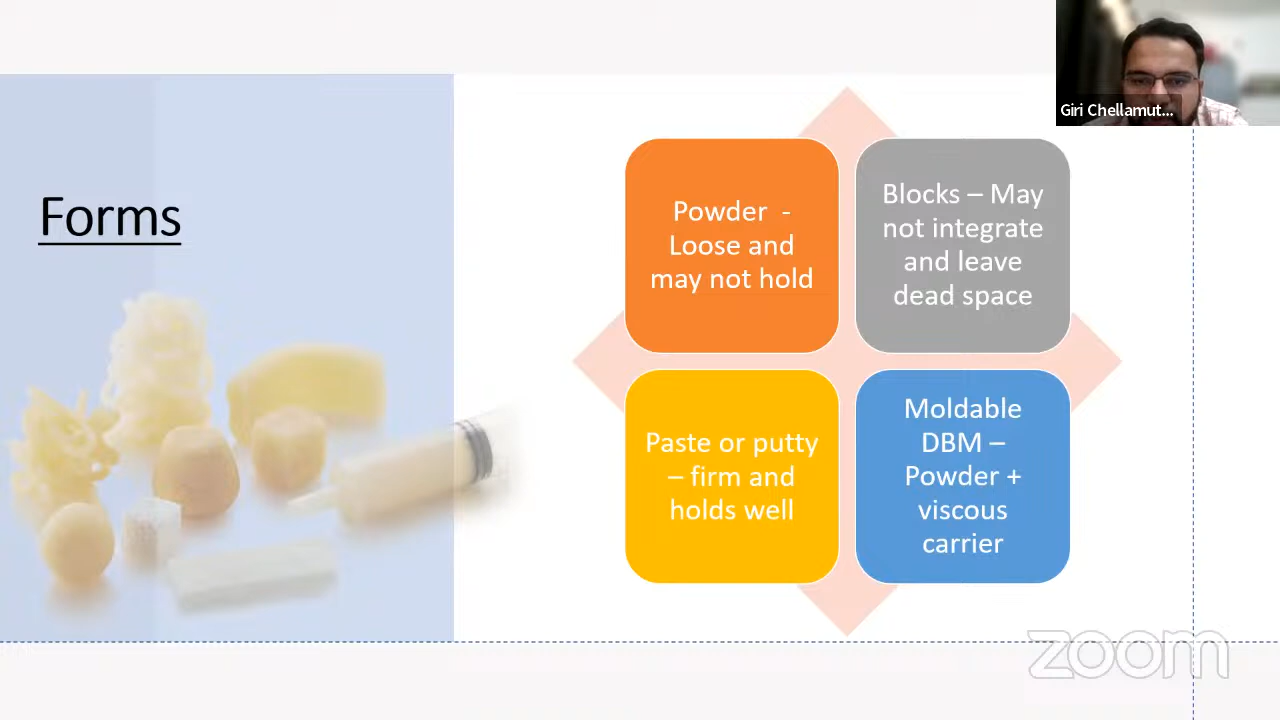 Giri Chellamut...
Forms
Powder -
Loose and
may not hold
Blocks – May
not integrate
and leave
dead space
Paste or putty
– firm and
holds well
Moldable
DBM –
Powder +
viscous
carrier
zoom